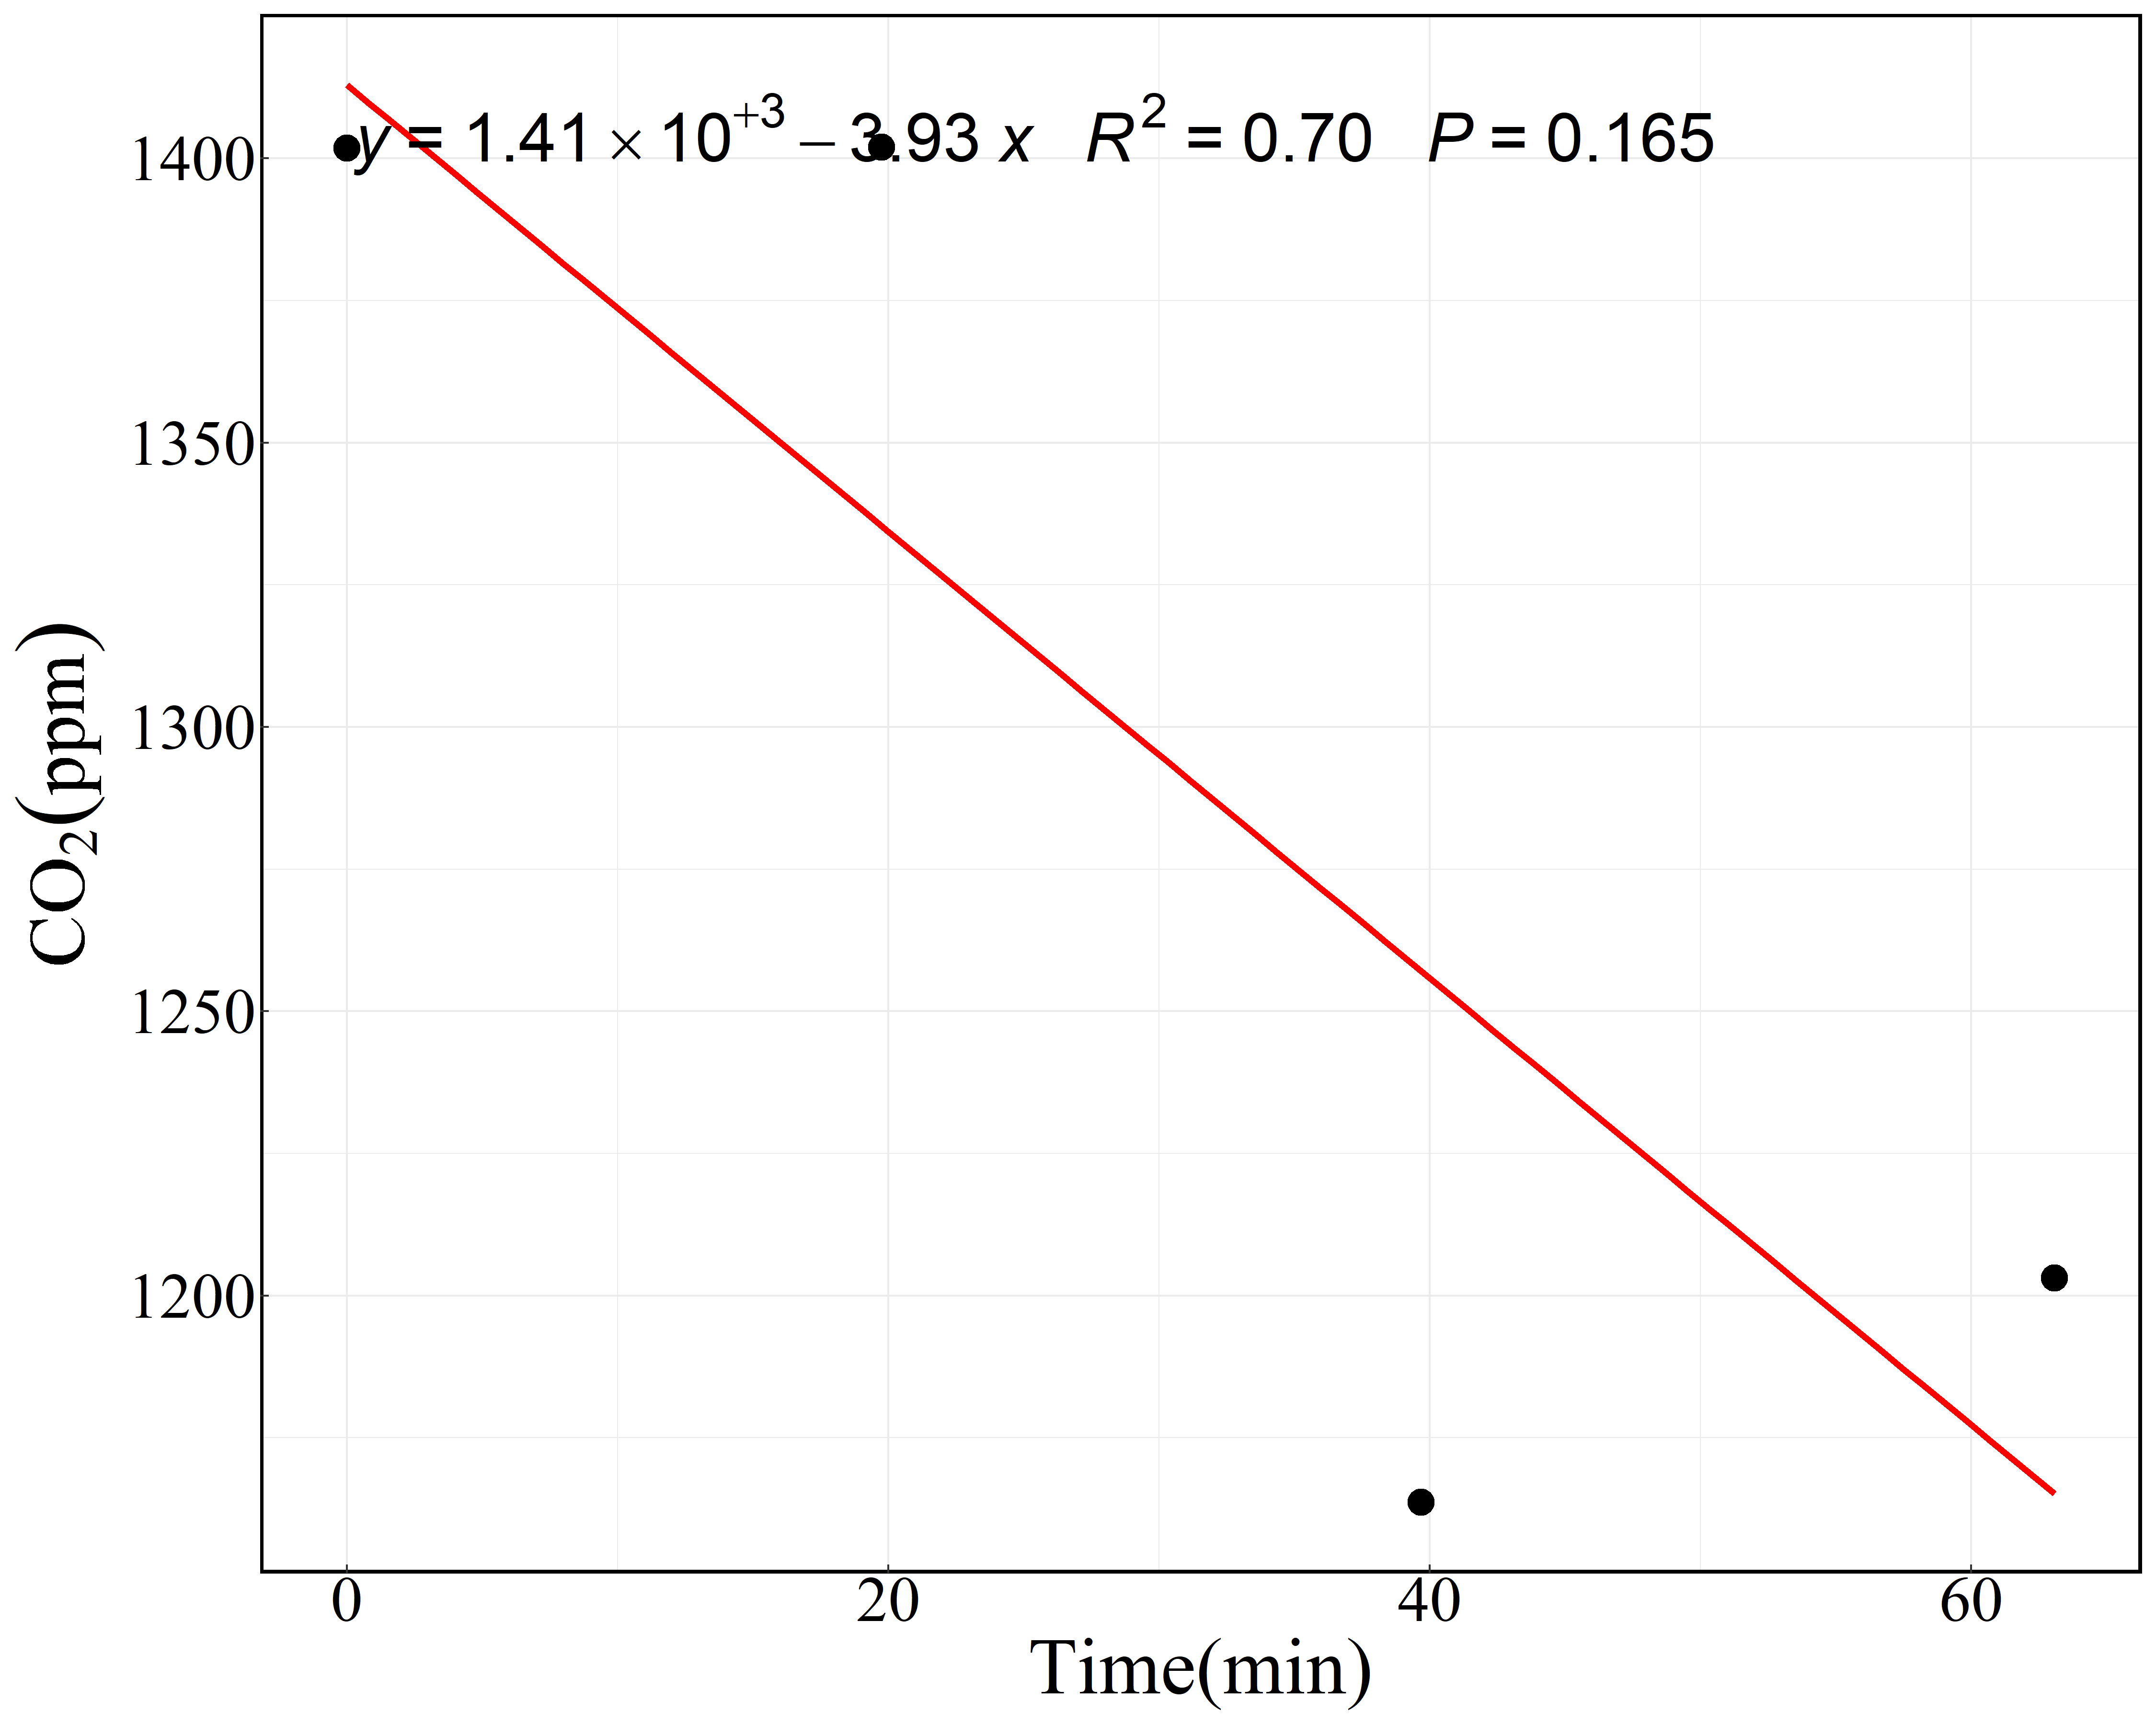 y = 1.41 × 10⁺³ − 3.93 x R² = 0.70 P = 0.165
1400
1350
1300
1250
1200
CO₂(ppm)
0 20 40 60
Time(min)